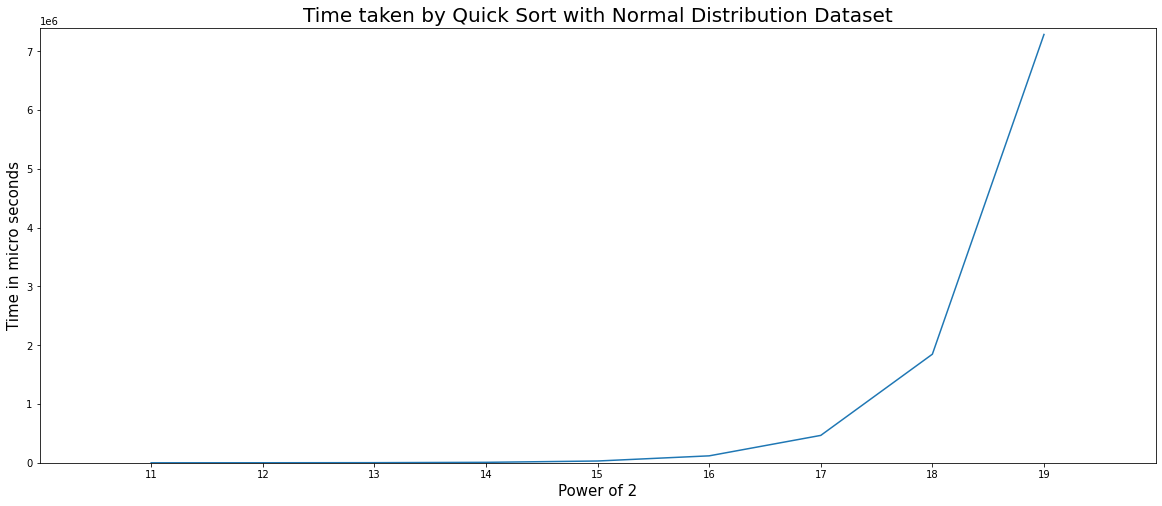 Time taken by Quick Sort with Normal Distribution Dataset
1e6
7
6
5
4
3
2
1
0
Time in micro seconds
11 12 13 14 15 16 17 18 19
Power of 2